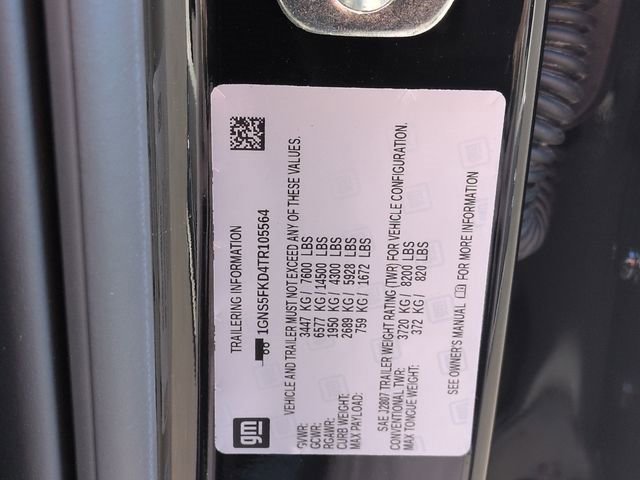 gm
TRAILERING INFORMATION
1GNS5FKD4TR105564
VEHICLE AND TRAILER MUST NOT EXCEED ANY OF THESE VALUES.
GVWR: 3447 KG/ 7600 LBS
GCWR: 6577 KG/ 14500 LBS
RGAWR: 1950 KG/ 4300 LBS
CURB WEIGHT: 2689 KG/ 5928 LBS
MAX PAYLOAD: 759 KG/ 1672 LBS
SAE J2807 TRAILER WEIGHT RATING (TWR) FOR VEHICLE CONFIGURATION.
CONVENTIONAL TWR: 3720 KG/ 8200 LBS
MAX TONGUE WEIGHT: 372 KG/ 820 LBS
SEE OWNER'S MANUAL FOR MORE INFORMATION